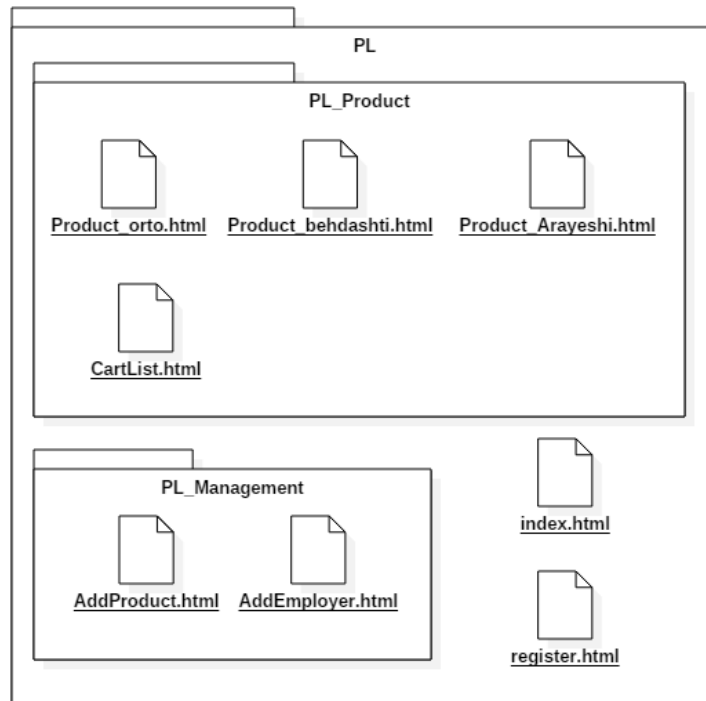 PL
PL_Product
Product_orto.html
Product_behdashti.html
Product_Arayeshi.html
CartList.html
PL_Management
AddProduct.html
AddEmployer.html
index.html
register.html